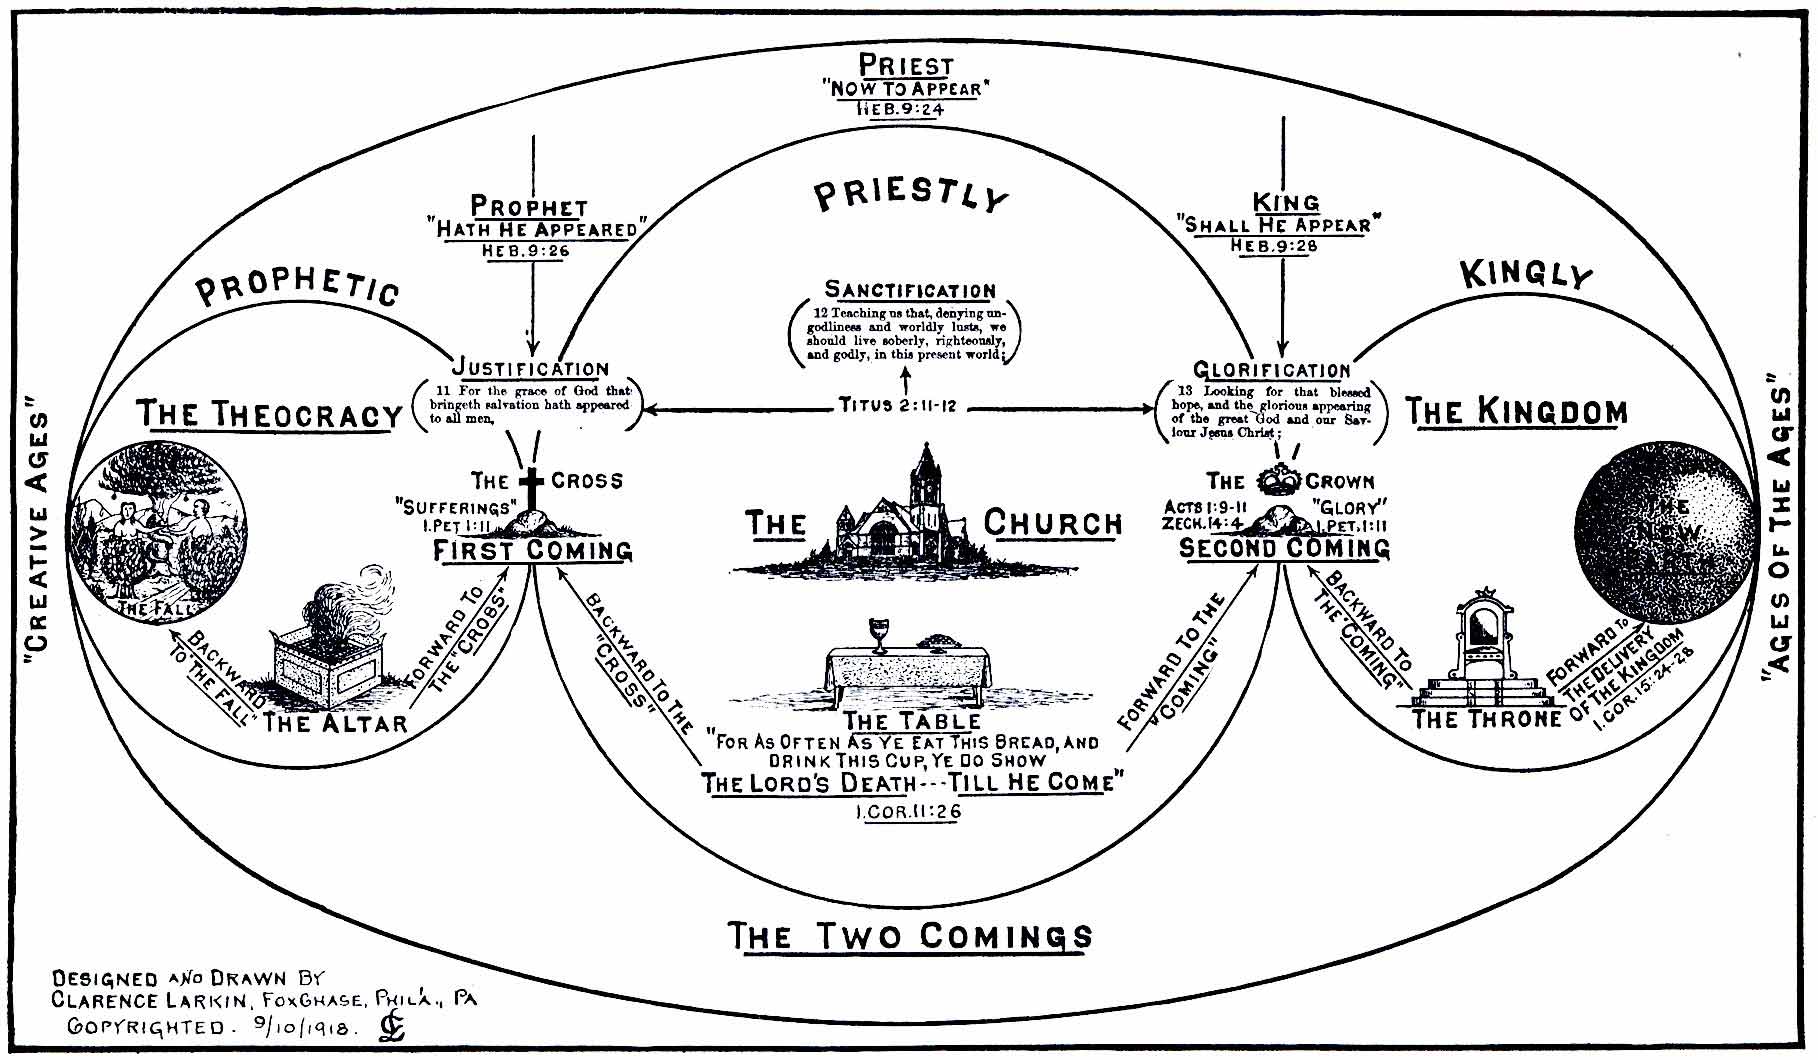 PRIEST
"NOW TO APPEAR"
HEB. 9:24
PRIESTLY
PROPHET
"HATH HE APPEARED"
HEB. 9:26
KING
"SHALL HE APPEAR"
HEB. 9:28
PROPHETIC
KINGLY
SANCTIFICATION
12 Teaching us that, denying un-
godliness and worldly lusts, we
should live soberly, righteously,
and godly, in this present world;
JUSTIFICATION
11 For the grace of God that
bringeth salvation hath appeared
to all men,
TITUS 2:11-12
GLORIFICATION
13 Looking for that blessed
hope, and the glorious appearing
of the great God and our Sav-
iour Jesus Christ;
"CREATIVE AGES"
THE THEOCRACY
THE KINGDOM
"AGES OF THE AGES"
THE CROSS
"SUFFERINGS"
I.PET.1:11
FIRST COMING
THE CHURCH
THE CROWN
ACTS 1:9-11
ZECH.14:4
"GLORY"
I.PET.1:11
SECOND COMING
THE FALL
THE
NEW
EARTH
BACKWARD
TO "THE FALL"
THE ALTAR
FORWARD TO
THE "CROSS"
BACKWARD TO THE
"CROSS"
THE TABLE
"FOR AS OFTEN AS YE EAT THIS BREAD, AND
DRINK THIS CUP, YE DO SHOW
THE LORD'S DEATH---TILL HE COME"
I.COR.11:26
FORWARD TO THE
"COMING"
BACKWARD TO
THE "COMING"
THE THRONE
FORWARD TO
THE DELIVERY
OF THE KINGDOM
I.COR.15:24-28
THE TWO COMINGS
DESIGNED AND DRAWN BY
CLARENCE LARKIN, FOXCHASE, PHIL'A., PA
COPYRIGHTED. 9/10/1918. CL